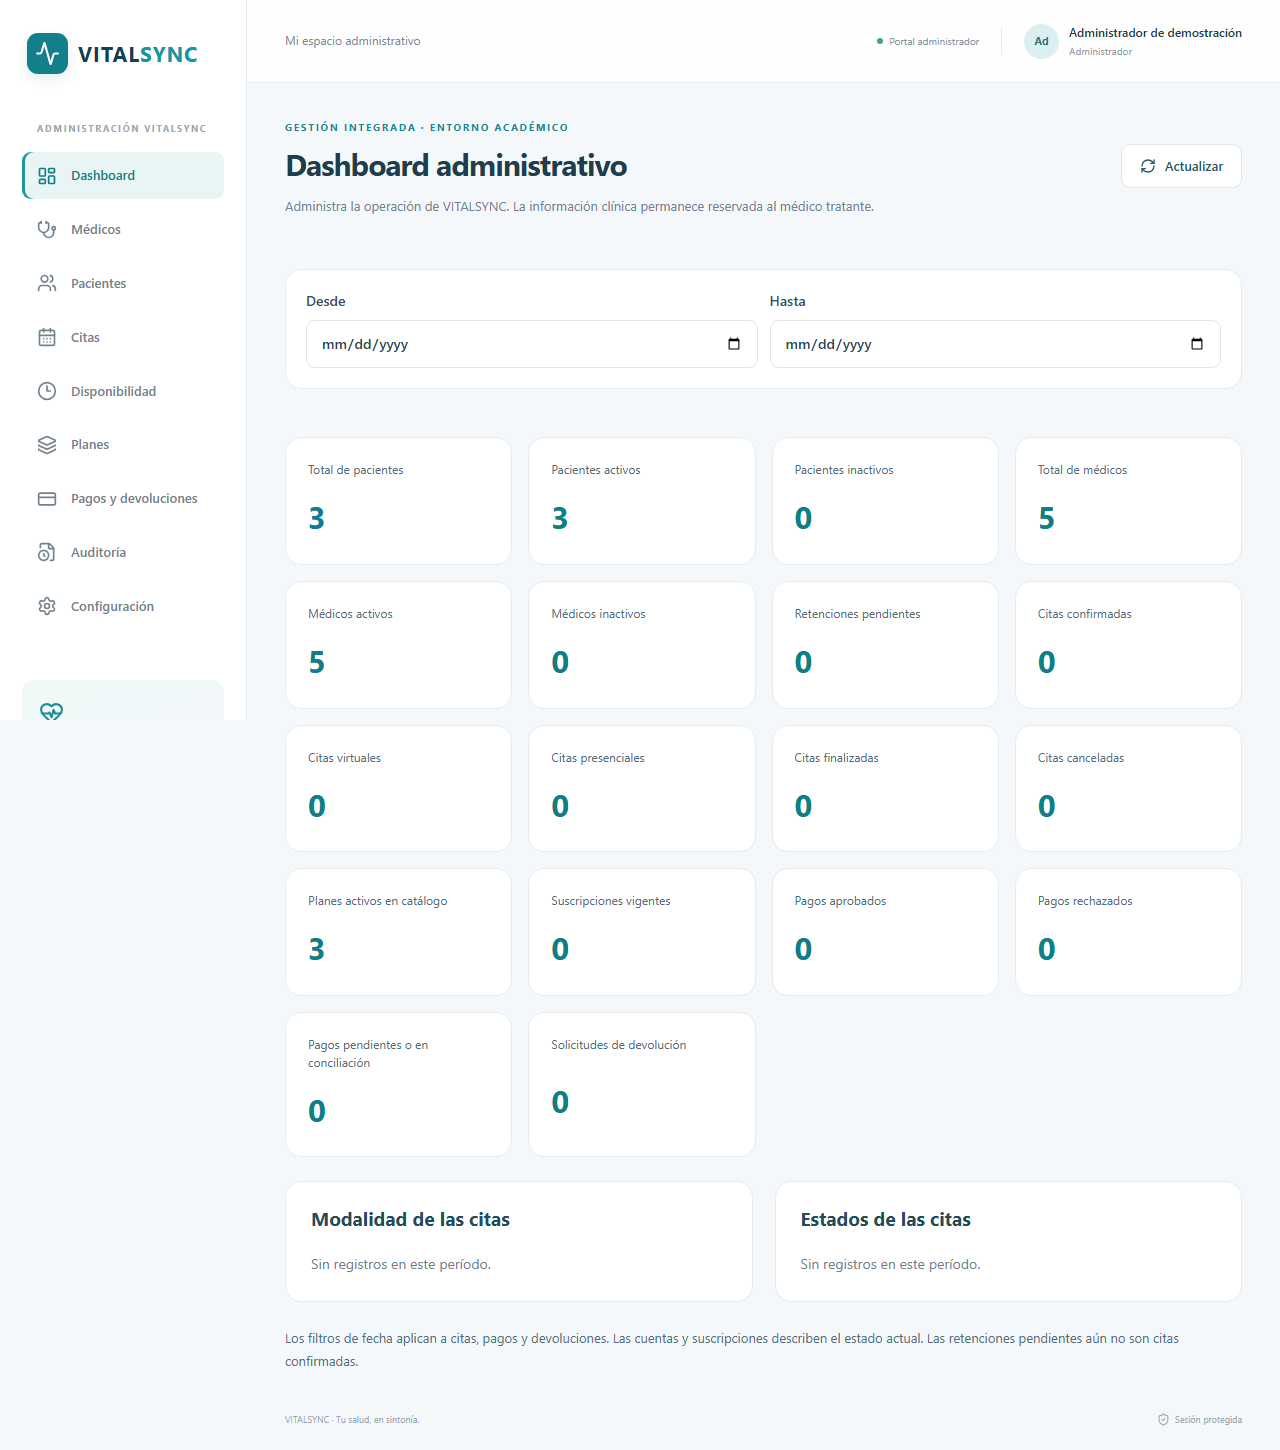 VITALSYNC
ADMINISTRACIÓN VITALSYNC
Dashboard
Médicos
Pacientes
Citas
Disponibilidad
Planes
Pagos y devoluciones
Auditoría
Configuración
Mi espacio administrativo
Portal administrador
Ad
Administrador de demostración
Administrador
GESTIÓN INTEGRADA · ENTORNO ACADÉMICO
Dashboard administrativo
Administra la operación de VITALSYNC. La información clínica permanece reservada al médico tratante.
Actualizar
Desde
Hasta
mm/dd/yyyy
mm/dd/yyyy
Total de pacientes
3
Pacientes activos
3
Pacientes inactivos
0
Total de médicos
5
Médicos activos
5
Médicos inactivos
0
Retenciones pendientes
0
Citas confirmadas
0
Citas virtuales
0
Citas presenciales
0
Citas finalizadas
0
Citas canceladas
0
Planes activos en catálogo
3
Suscripciones vigentes
0
Pagos aprobados
0
Pagos rechazados
0
Pagos pendientes o en
conciliación
0
Solicitudes de devolución
0
Modalidad de las citas
Sin registros en este período.
Estados de las citas
Sin registros en este período.
Los filtros de fecha aplican a citas, pagos y devoluciones. Las cuentas y suscripciones describen el estado actual. Las retenciones pendientes aún no son citas
confirmadas.
VITALSYNC · Tu salud, en sintonía.
Sesión protegida